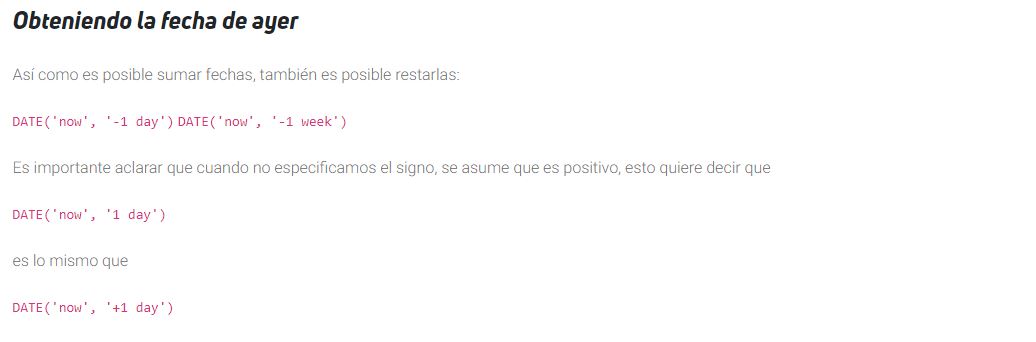 Obteniendo la fecha de ayer
Así como es posible sumar fechas, también es posible restarlas:
DATE('now', '-1 day') DATE('now', '-1 week')
Es importante aclarar que cuando no especificamos el signo, se asume que es positivo, esto quiere decir que
DATE('now', '1 day')
es lo mismo que
DATE('now', '+1 day')